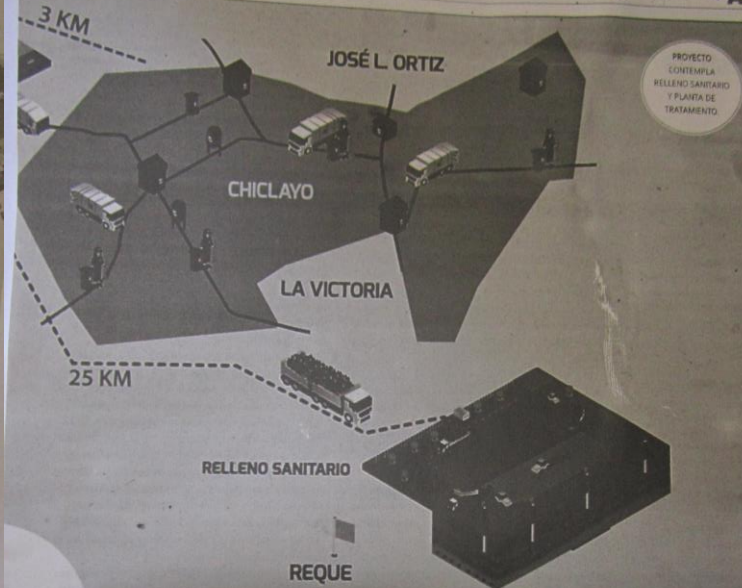 3 KM
JOSÉ L. ORTIZ
PROYECTO
CONTEMPLA
RELLENO SANITARIO
Y PLANTA DE
TRATAMIENTO.
CHICLAYO
LA VICTORIA
25 KM
RELLENO SANITARIO
REQUE